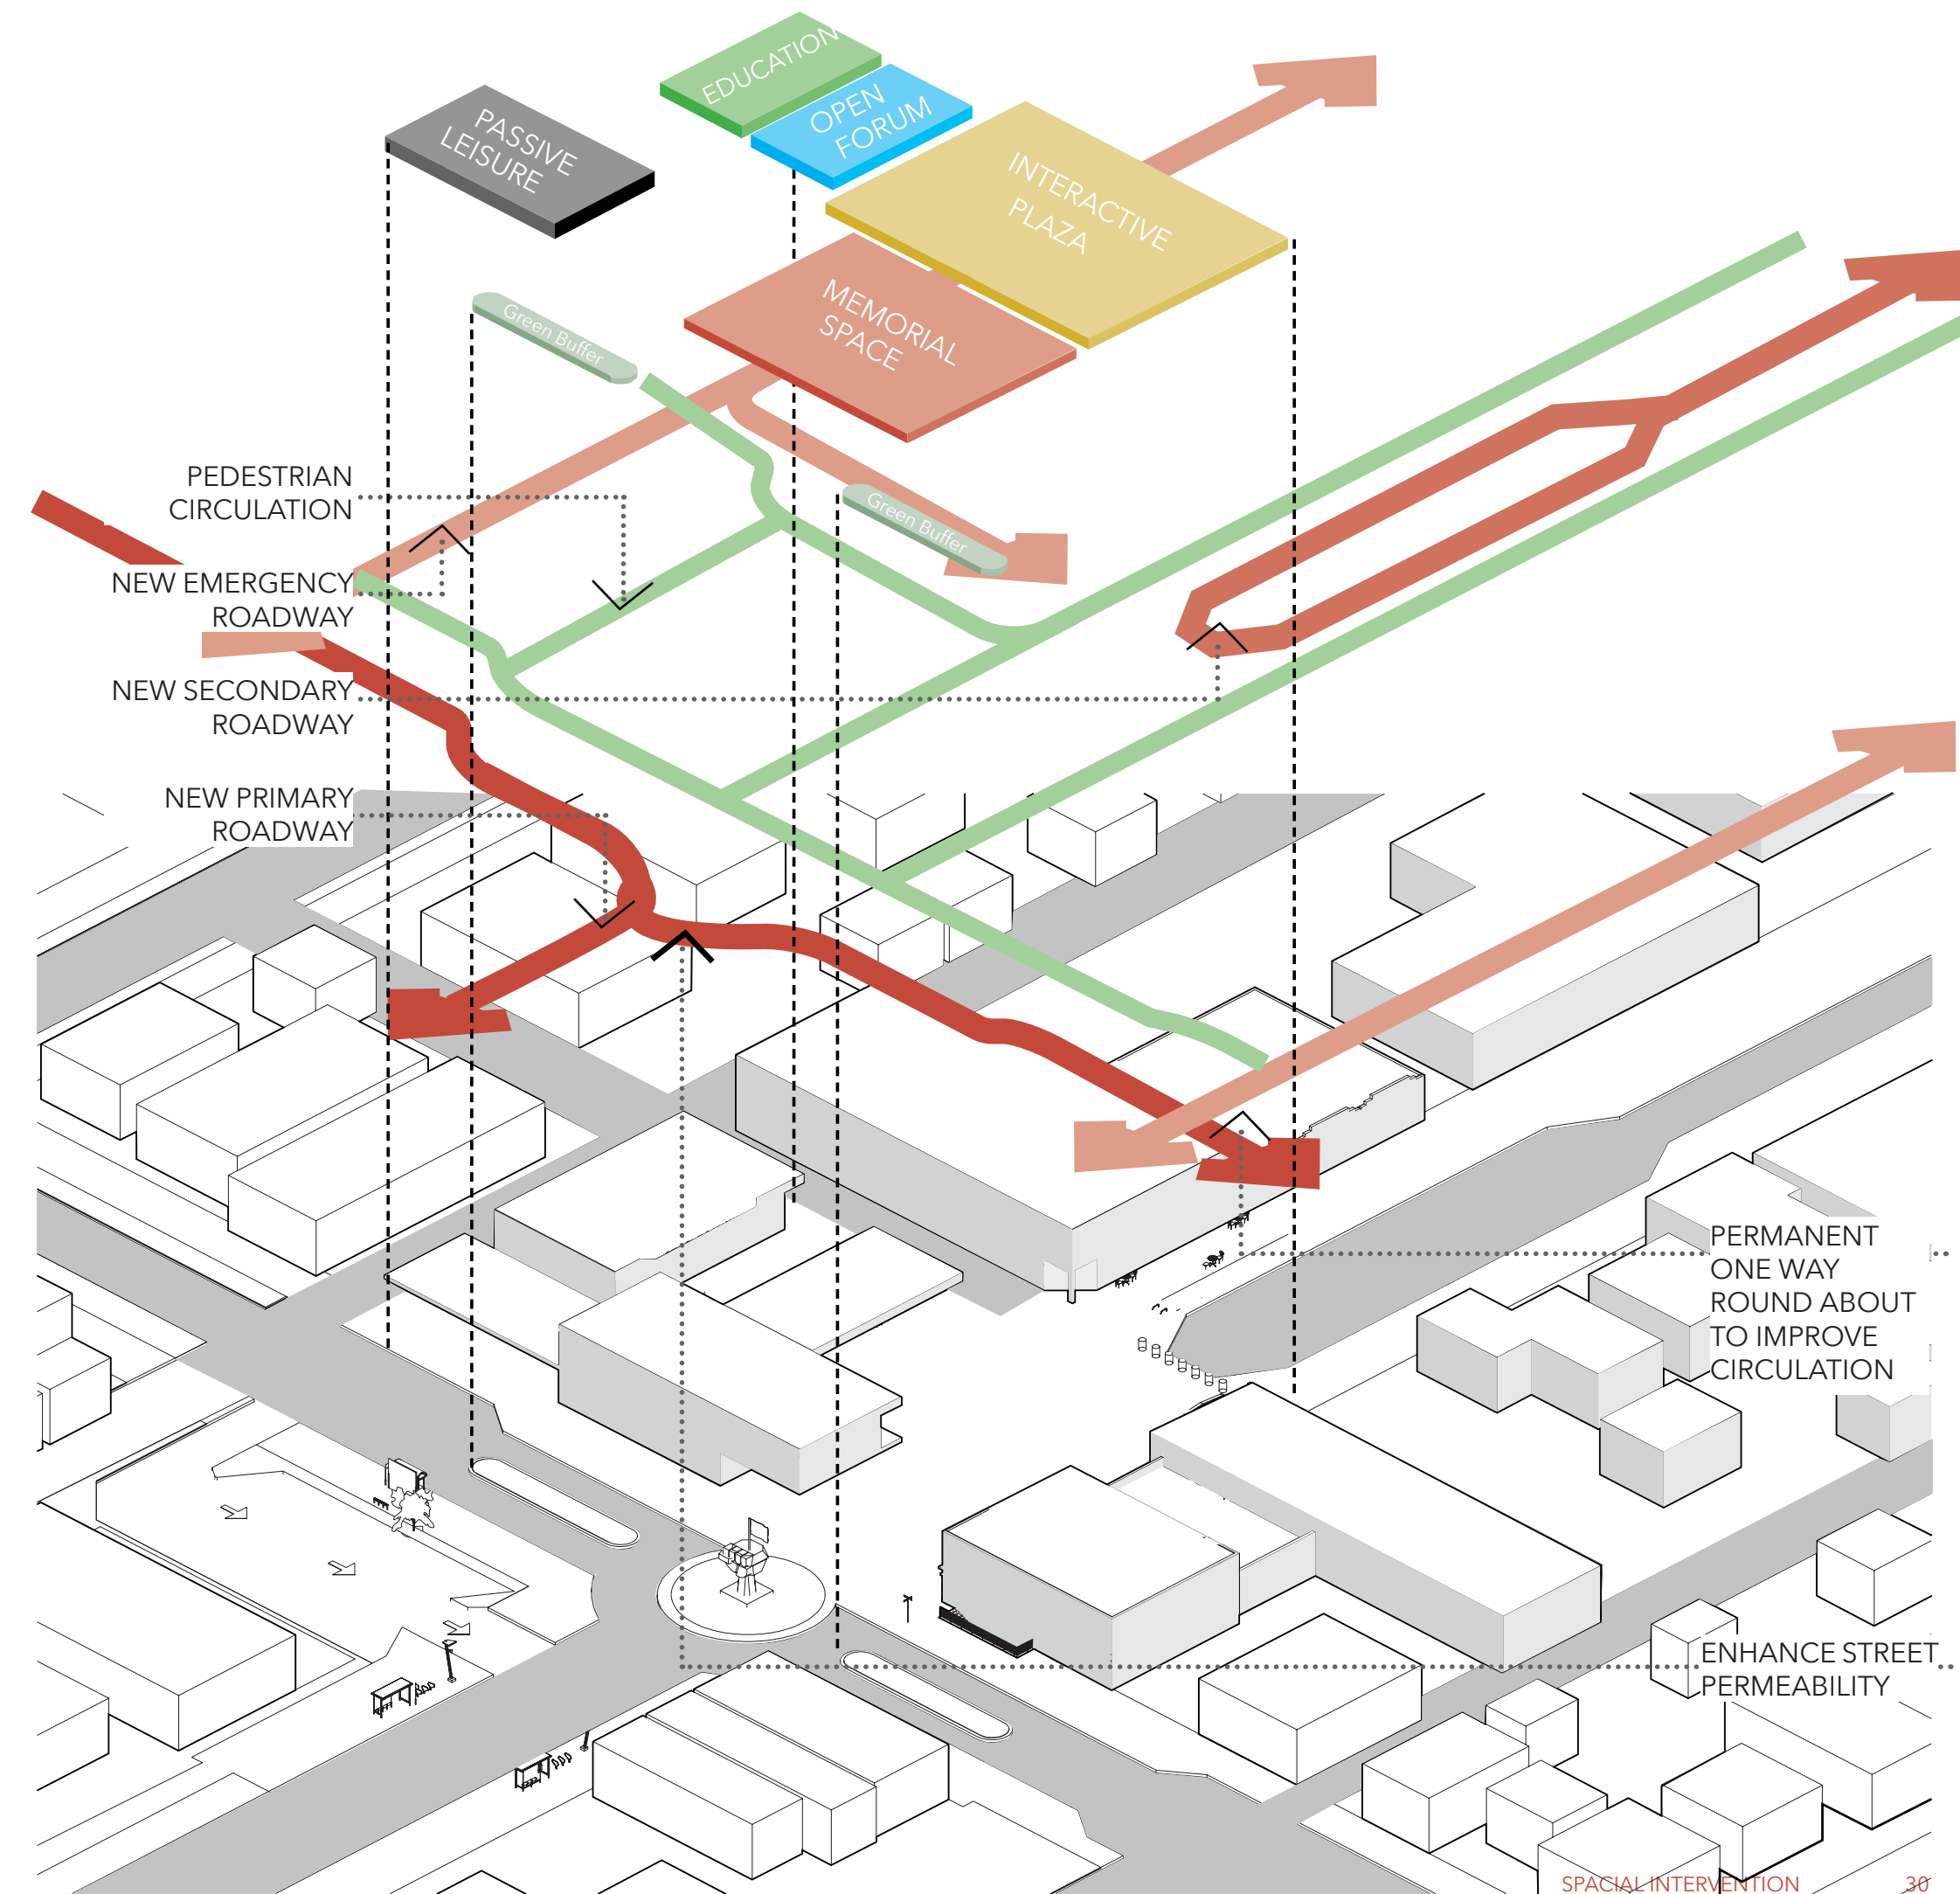 EDUCATION
OPEN
FORUM
PASSIVE
LEISURE
INTERACTIVE
PLAZA
MEMORIAL
SPACE
Green Buffer
PEDESTRIAN
CIRCULATION
Green Buffer
NEW EMERGENCY
ROADWAY
NEW SECONDARY
ROADWAY
NEW PRIMARY
ROADWAY
PERMANENT
ONE WAY
ROUND ABOUT
TO IMPROVE
CIRCULATION
ENHANCE STREET
PERMEABILITY
SPACIAL INTERVENTION 30